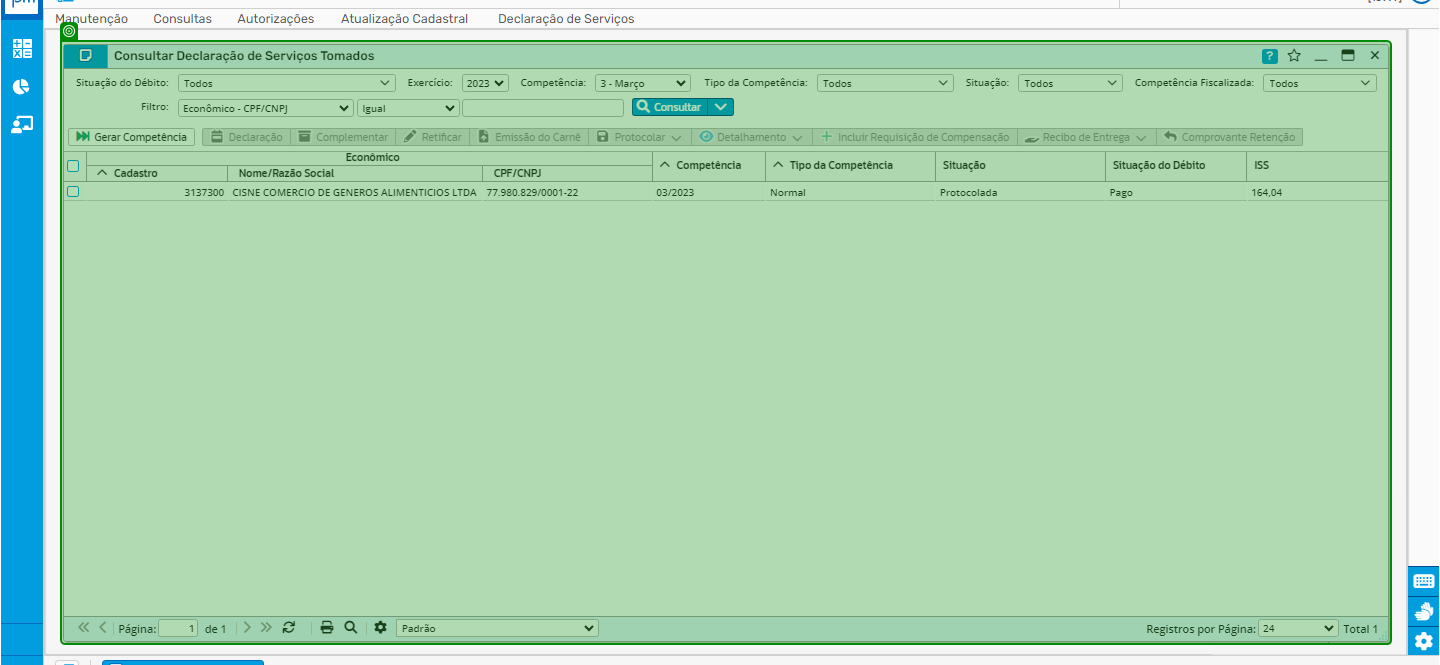 Manutenção Consultas Autorizações Atualização Cadastral Declaração de Serviços
Consultar Declaração de Serviços Tomados ?
Situação do Débito: Todos Exercício: 2023 Competência: 3 - Março Tipo da Competência: Todos Situação: Todos Competência Fiscalizada: Todos
Filtro: Econômico - CPF/CNPJ Igual Consultar
Gerar Competência Declaração Complementar Retificar Emissão do Carnê Protocolar Detalhamento Incluir Requisição de Compensação Recibo de Entrega Comprovante Retenção
Econômico
Cadastro Nome/Razão Social CPF/CNPJ Competência Tipo da Competência Situação Situação do Débito ISS
3137300 CISNE COMERCIO DE GENEROS ALIMENTICIOS LTDA 77.980.829/0001-22 03/2023 Normal Protocolada Pago 164,04
Página: 1 de 1 Padrão Registros por Página: 24 Total 1